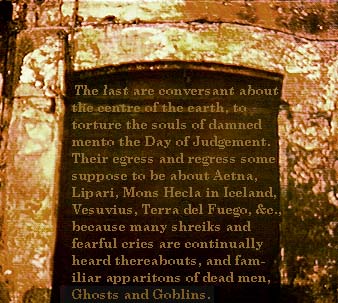 The last are conversant about
the centre of the earth, to
torture the souls of damned
mento the Day of Judgement.
Their egress and regress some
suppose to be about Aetna,
Lipari, Mons Hecla in Iceland,
Vesuvius, Terra del Fuego, &c.,
because many shreiks and
fearful cries are continually
heard thereabouts, and fam-
iliar apparitons of dead men,
Ghosts and Goblins.